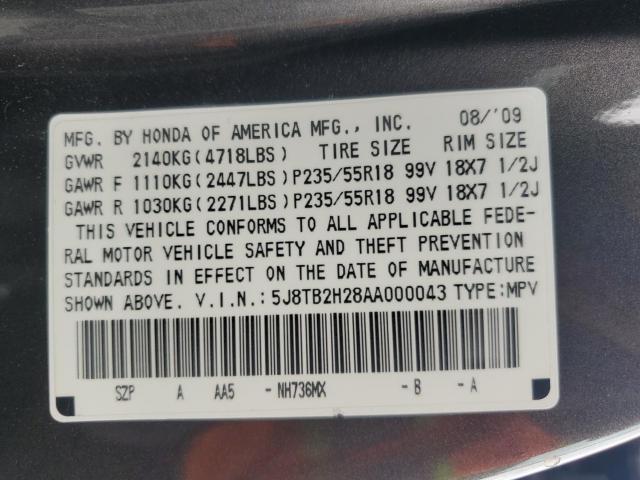 MFG. BY HONDA OF AMERICA MFG., INC. 08/'09
GVWR 2140KG(4718LBS) TIRE SIZE RIM SIZE
GAWR F 1110KG(2447LBS)P235/55R18 99V 18X7 1/2J
GAWR R 1030KG(2271LBS)P235/55R18 99V 18X7 1/2J
THIS VEHICLE CONFORMS TO ALL APPLICABLE FEDE-
RAL MOTOR VEHICLE SAFETY AND THEFT PREVENTION
STANDARDS IN EFFECT ON THE DATE OF MANUFACTURE
SHOWN ABOVE. V.I.N.:5J8TB2H28AA000043 TYPE:MPV
SZP A AA5 -NH736MX -B -A